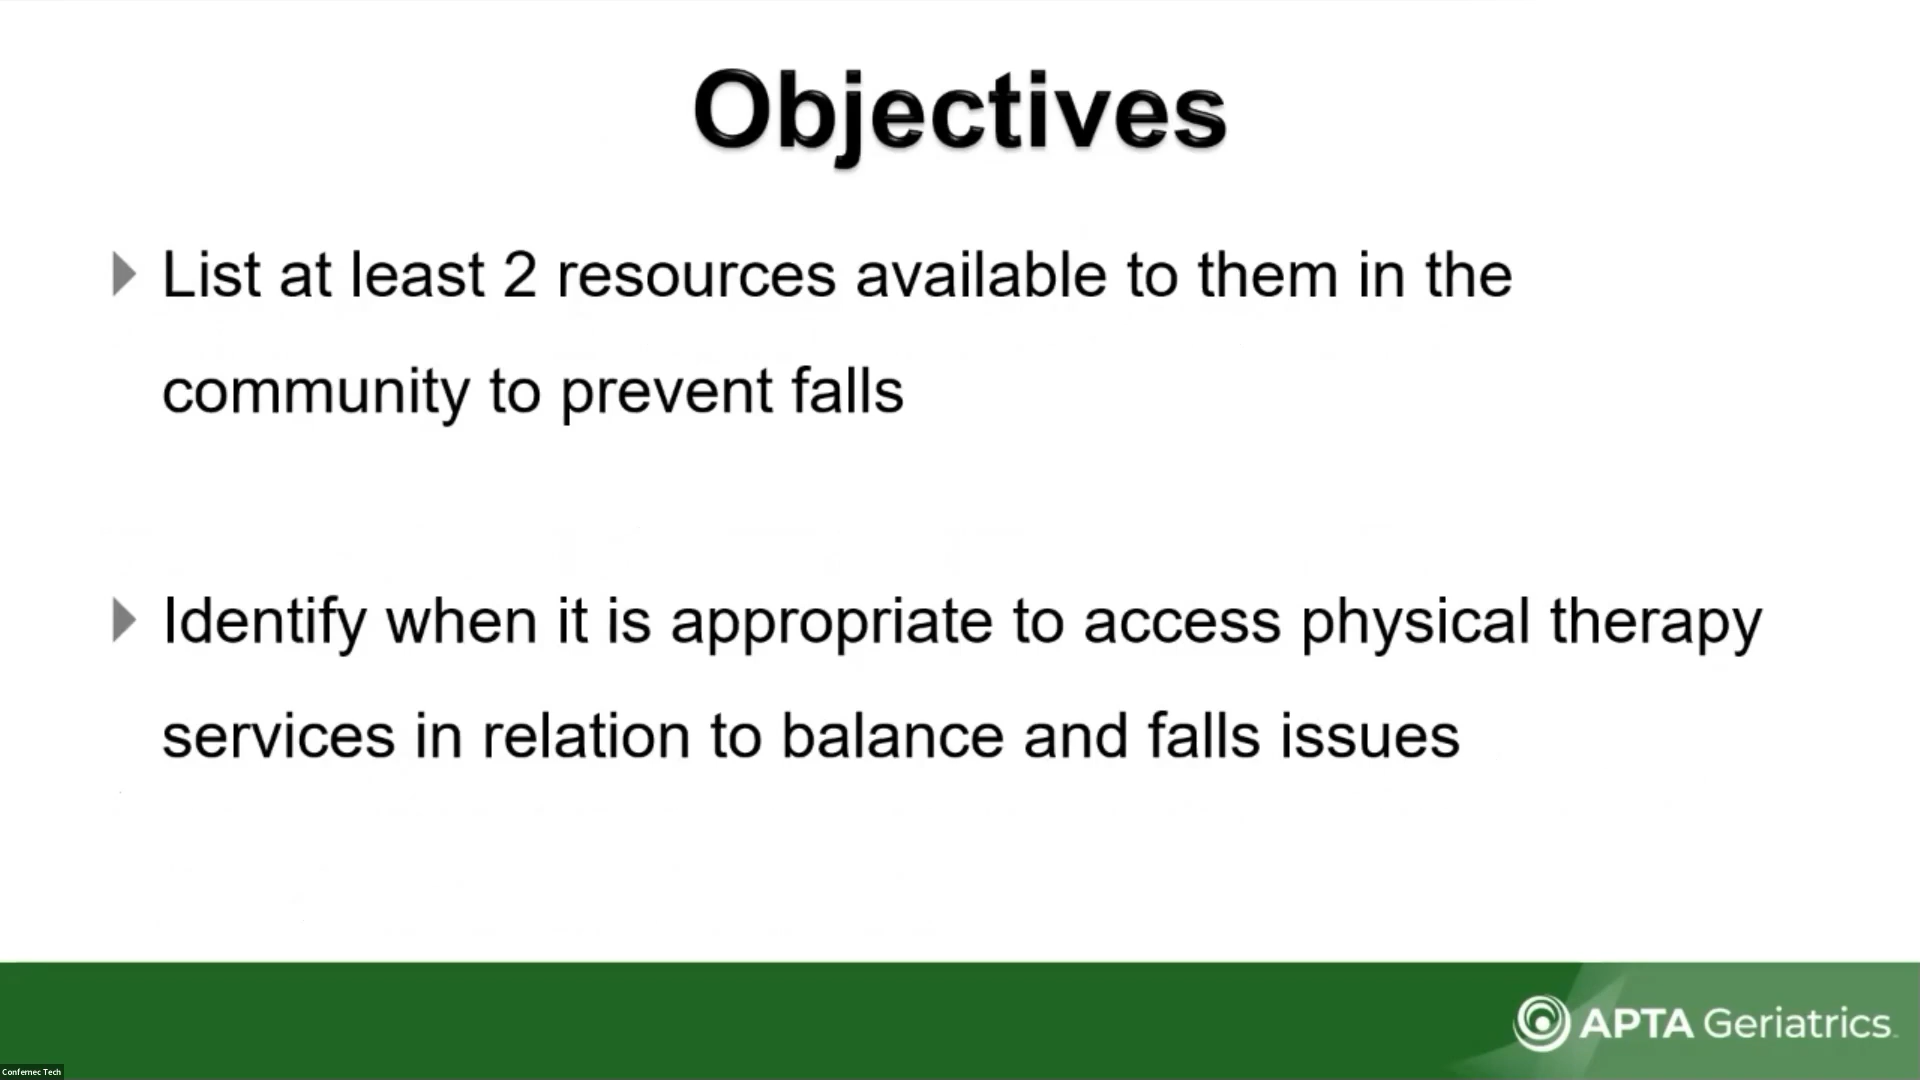 Objectives
List at least 2 resources available to them in the
community to prevent falls
Identify when it is appropriate to access physical therapy
services in relation to balance and falls issues
APTA Geriatrics
Confernec Tech